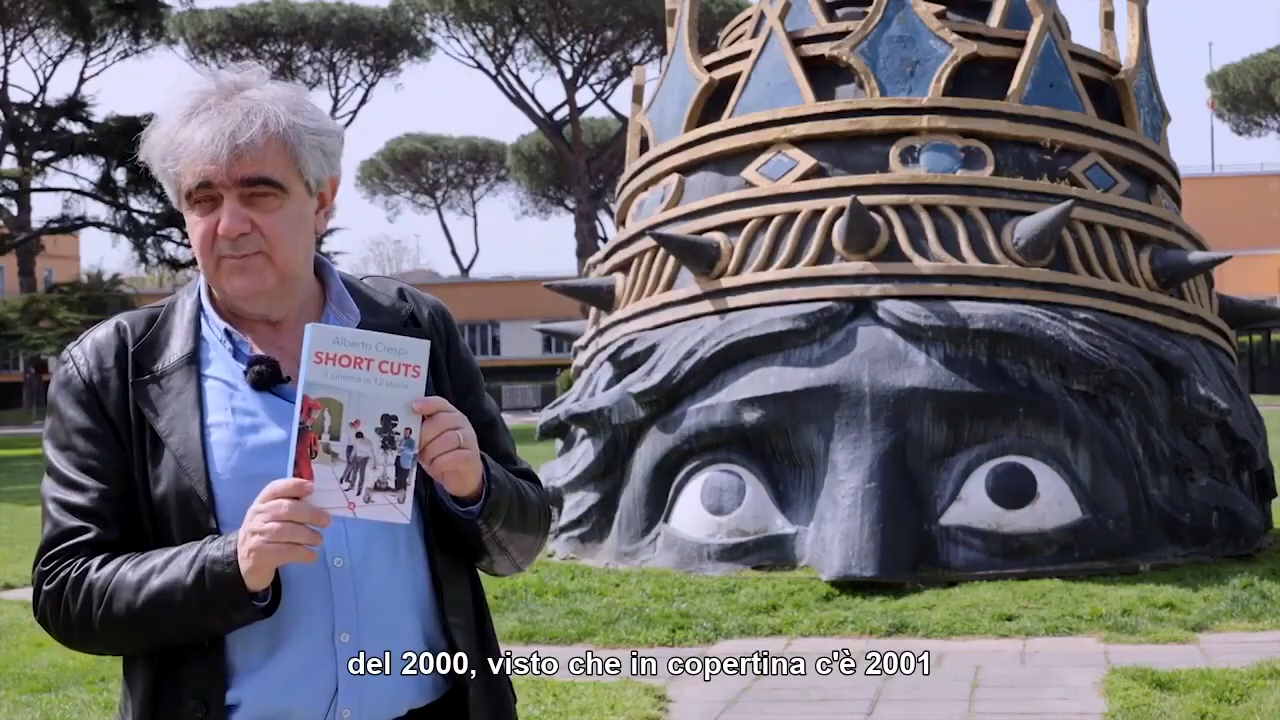 Alberto Crespi
SHORT CUTS
Il cinema in 12 storie
del 2000, visto che in copertina c'è 2001